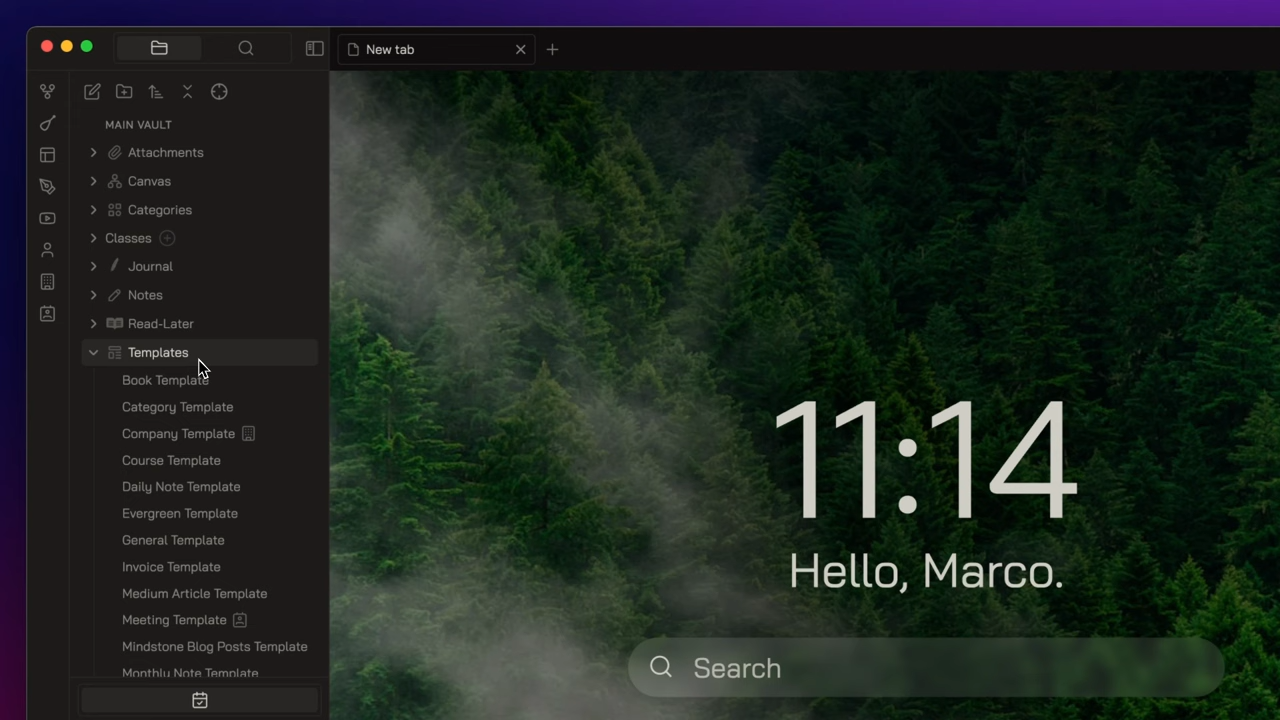 New tab
MAIN VAULT
Attachments
Canvas
Categories
Classes
Journal
Notes
Read-Later
Templates
Book Template
Category Template
Company Template
Course Template
Daily Note Template
Evergreen Template
General Template
Invoice Template
Medium Article Template
Meeting Template
Mindstone Blog Posts Template
Monthly Note Template
11:14
Hello, Marco.
Search